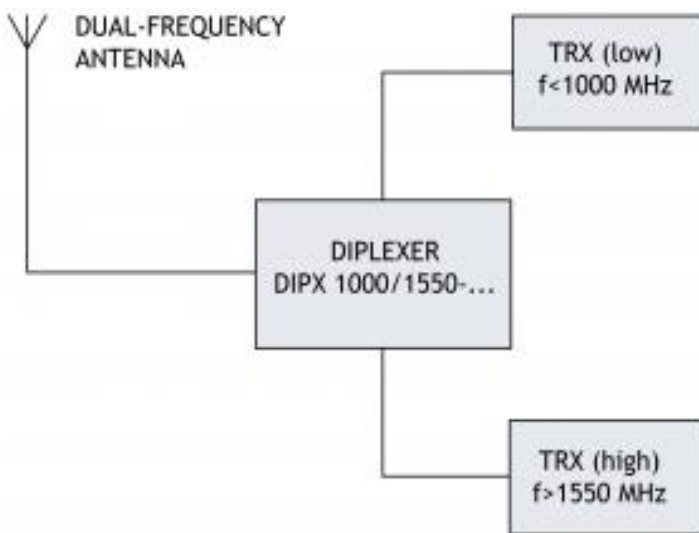 DUAL-FREQUENCY
ANTENNA
TRX (low)
f<1000 MHz
DIPLEXER
DIPX 1000/1550-...
TRX (high)
f>1550 MHz